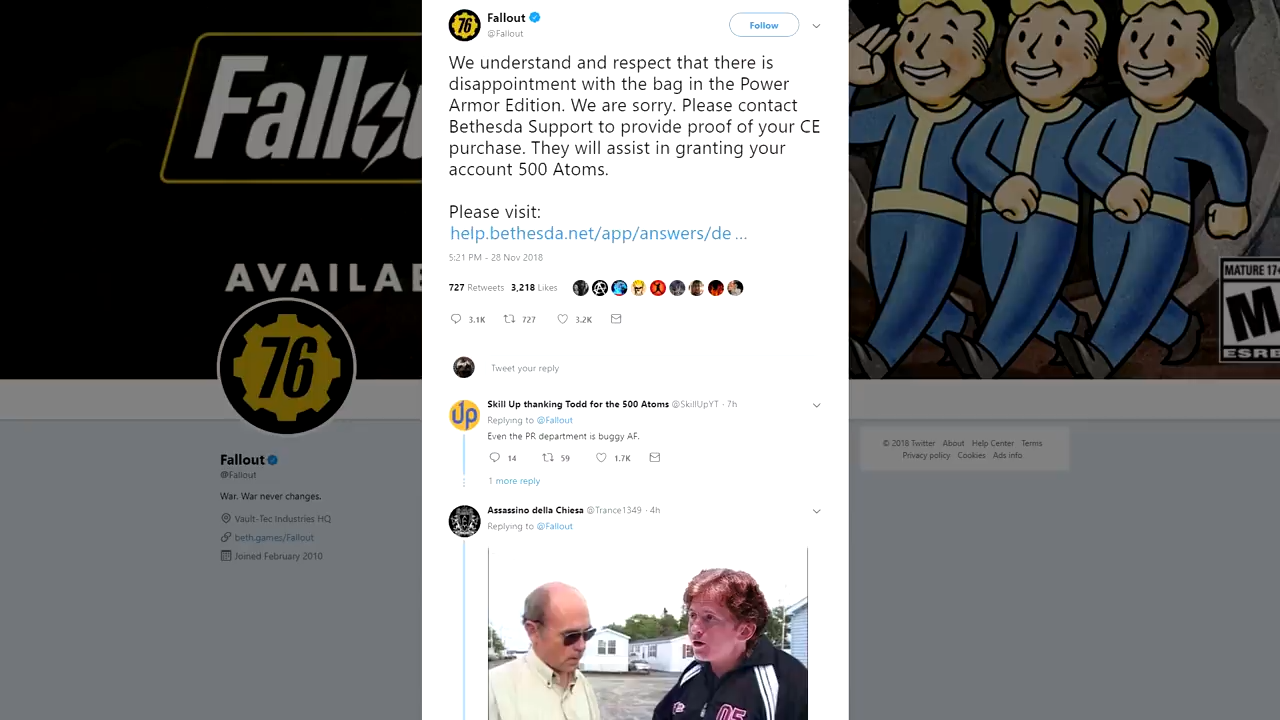 Fallout
@Fallout
Follow
We understand and respect that there is
disappointment with the bag in the Power
Armor Edition. We are sorry. Please contact
Bethesda Support to provide proof of your CE
purchase. They will assist in granting your
account 500 Atoms.
Please visit:
help.bethesda.net/app/answers/de ...
5:21 PM - 28 Nov 2018
727 Retweets 3,218 Likes
3.1K 727 3.2K
Tweet your reply
Skill Up thanking Todd for the 500 Atoms @SkillUpYT · 7h
Replying to @Fallout
Even the PR department is buggy AF.
14 59 1.7K
1 more reply
Assassino della Chiesa @Trance1349 · 4h
Replying to @Fallout
05
76
Fallo
AVAILAB
76
Fallout
@Fallout
War. War never changes.
Vault-Tec Industries HQ
beth.games/Fallout
Joined February 2010
MATURE 17+
M
ESRB
© 2018 Twitter About Help Center Terms
Privacy policy Cookies Ads info